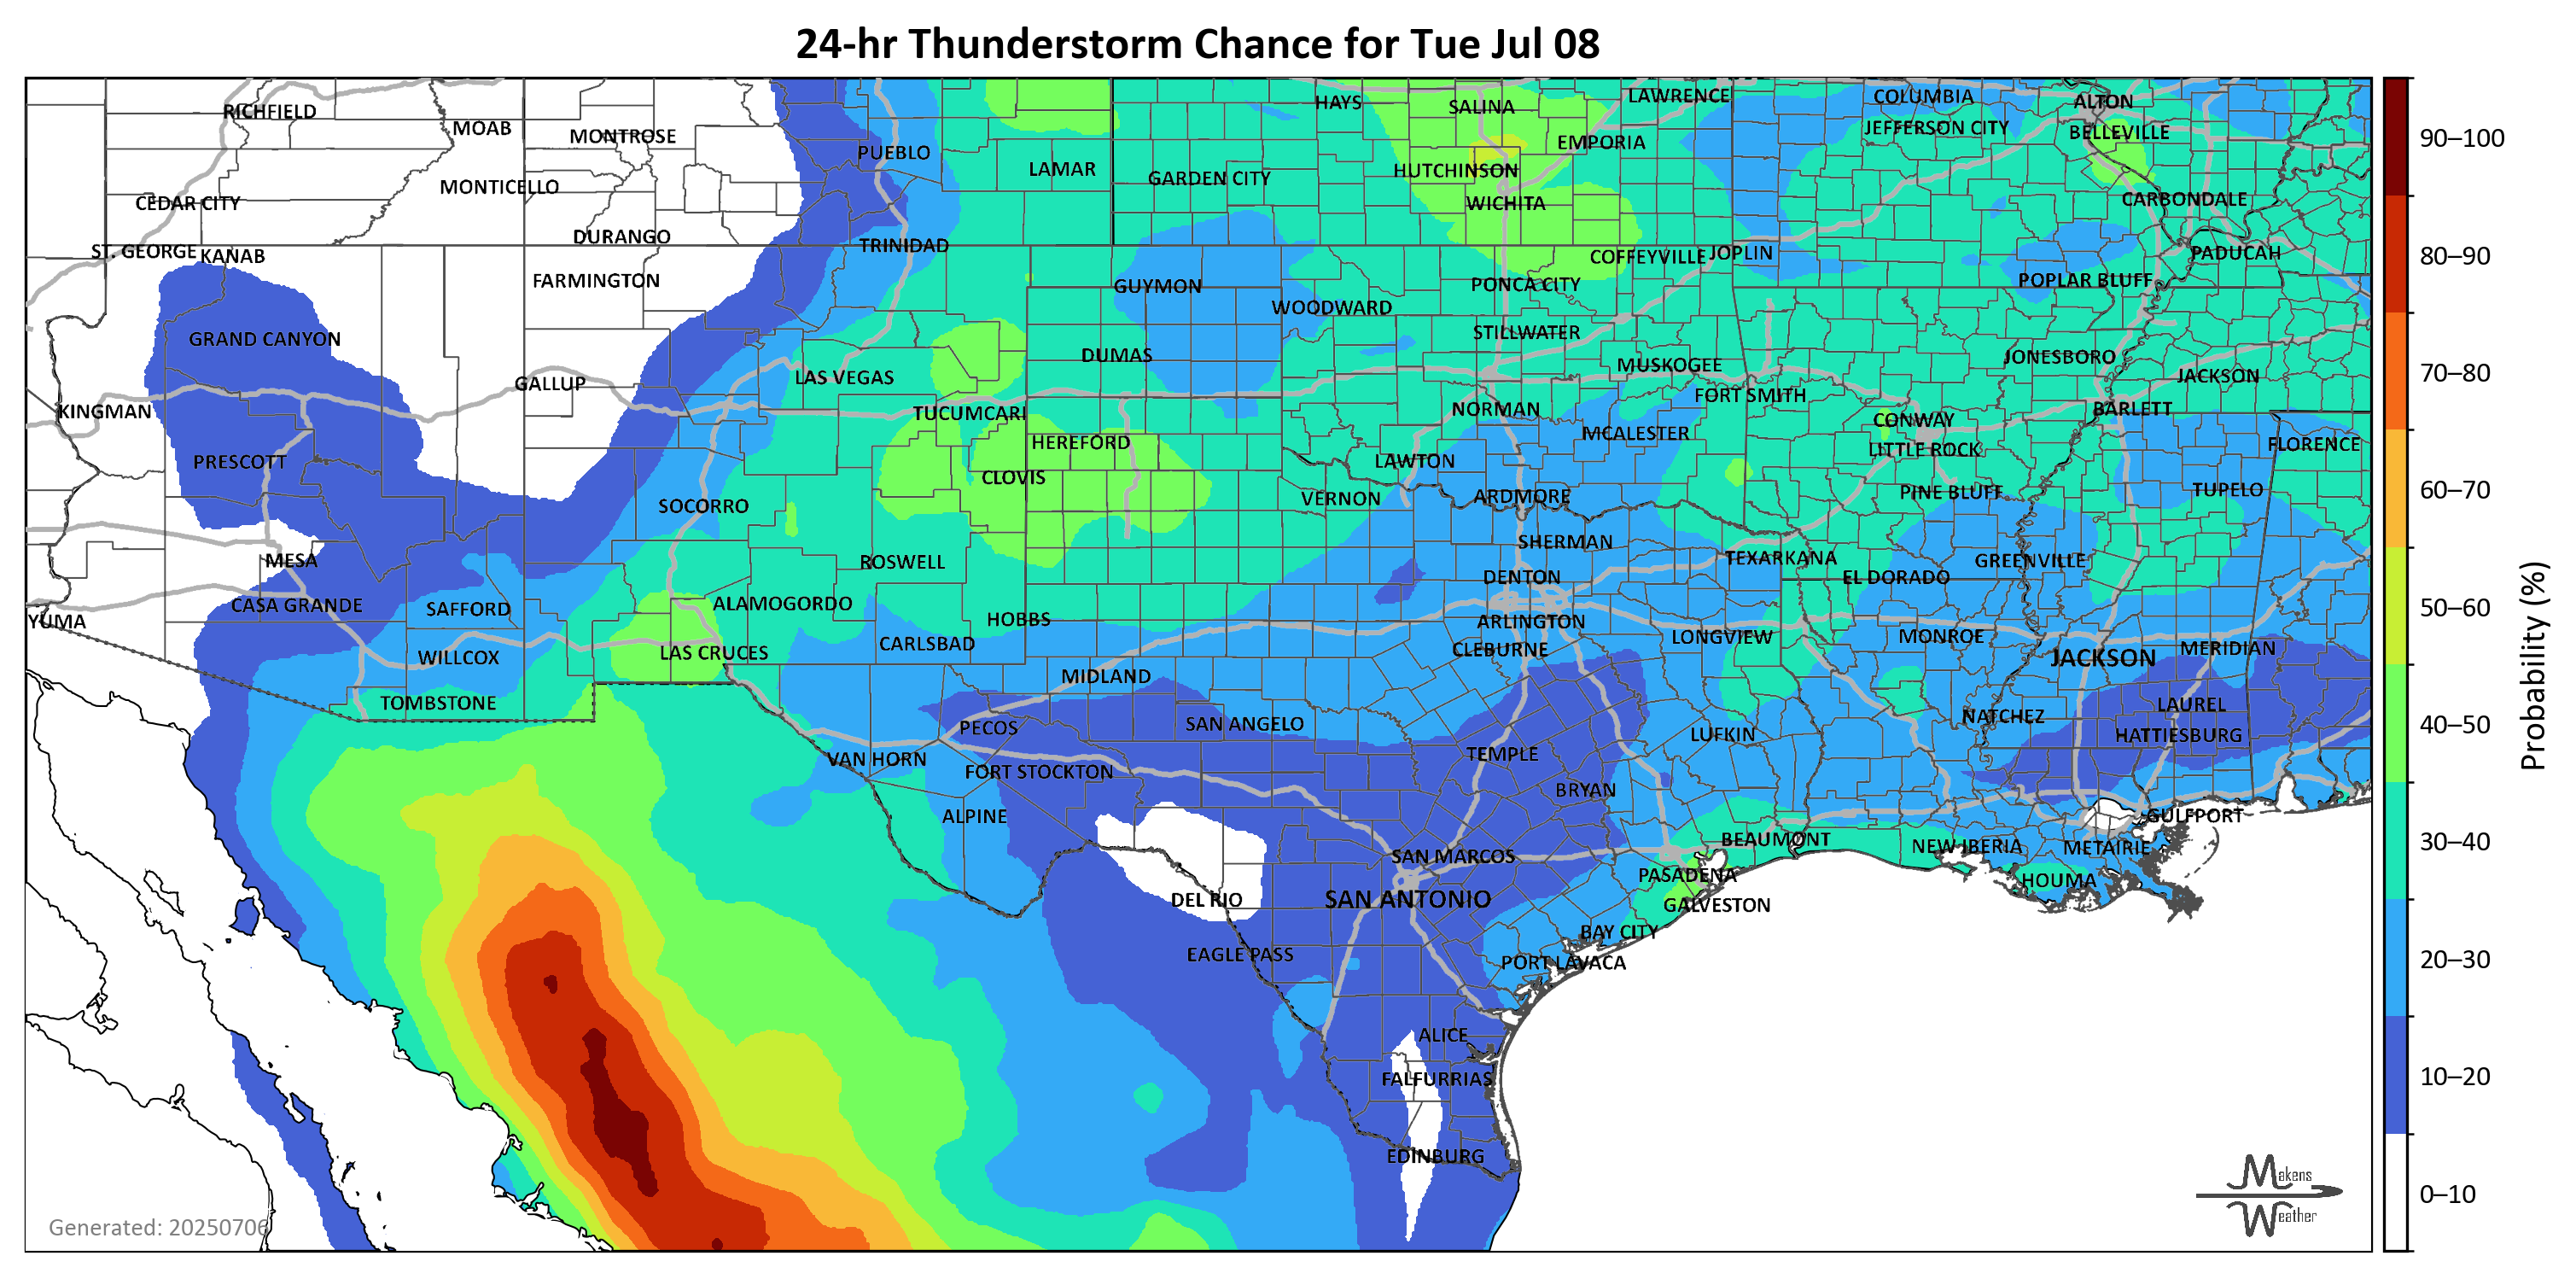 24-hr Thunderstorm Chance for Tue Jul 08
RICHFIELD
MOAB
MONTROSE
PUEBLO
LAMAR
HAYS
SALINA
LAWRENCE
COLUMBIA
ALTON
90–100
GARDEN CITY
HUTCHINSON
EMPORIA
JEFFERSON CITY
BELLEVILLE
MONTICELLO
CEDAR CITY
WICHITA
CARBONDALE
DURANGO
TRINIDAD
ST. GEORGE
KANAB
COFFEYVILLE
JOPLIN
PADUCAH
80–90
FARMINGTON
GUYMON
PONCA CITY
POPLAR BLUFF
WOODWARD
STILLWATER
GRAND CANYON
DUMAS
MUSKOGEE
JONESBORO
JACKSON
70–80
GALLUP
LAS VEGAS
FORT SMITH
KINGMAN
TUCUMCARI
NORMAN
BARLETT
CONWAY
HEREFORD
MCALESTER
LITTLE ROCK
FLORENCE
PRESCOTT
CLOVIS
LAWTON
SOCORRO
VERNON
ARDMORE
PINE BLUFF
TUPELO
60–70
MESA
ROSWELL
SHERMAN
TEXARKANA
GREENVILLE
DENTON
EL DORADO
CASA GRANDE
SAFFORD
ALAMOGORDO
YUMA
HOBBS
ARLINGTON
50–60
WILLCOX
LAS CRUCES
CARLSBAD
CLEBURNE
LONGVIEW
MONROE
JACKSON
MERIDIAN
MIDLAND
TOMBSTONE
PECOS
SAN ANGELO
NATCHEZ
LAUREL
LUFKIN
HATTIESBURG
40–50
Probability (%)
VAN HORN
FORT STOCKTON
TEMPLE
BRYAN
ALPINE
GULFPORT
BEAUMONT
NEW IBERIA
METAIRIE
30–40
SAN MARCOS
PASADENA
HOUMA
DEL RIO
SAN ANTONIO
GALVESTON
BAY CITY
EAGLE PASS
PORT LAVACA
20–30
ALICE
FALFURRIAS
10–20
EDINBURG
Makens
Weather
0–10
Generated: 20250706